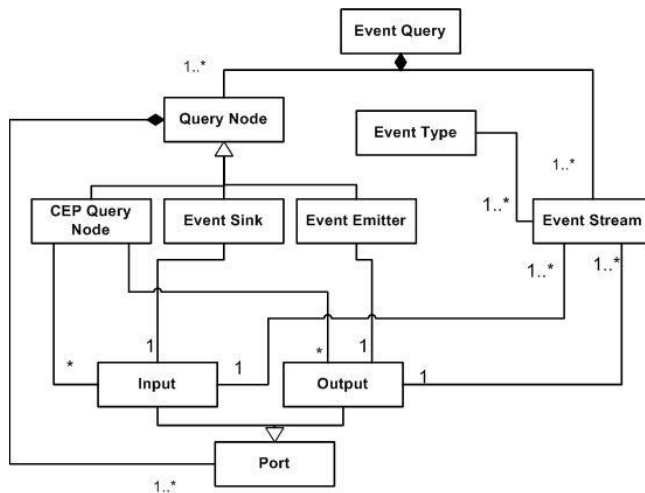 Event Query
1..*
Query Node
Event Type
1..*
CEP Query
Node
Event Sink
Event Emitter
1..*
Event Stream
1..*
1..*
*
1
1
*
1
1
Input
Output
Port
1..*